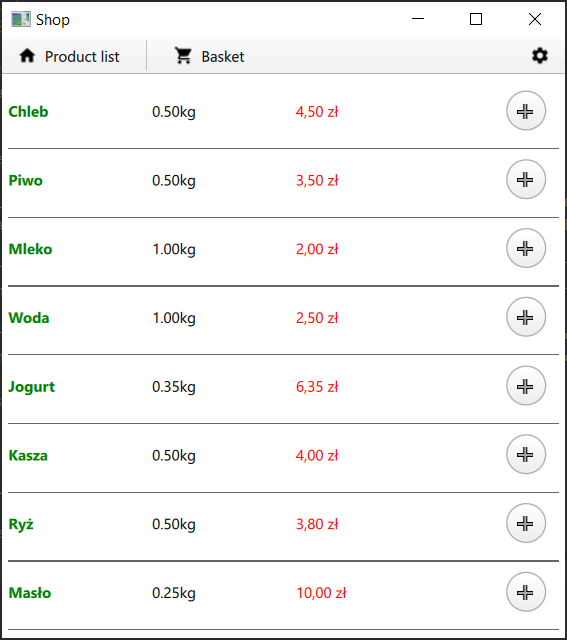 Shop
Product list Basket
Chleb 0.50kg 4,50 zł
Piwo 0.50kg 3,50 zł
Mleko 1.00kg 2,00 zł
Woda 1.00kg 2,50 zł
Jogurt 0.35kg 6,35 zł
Kasza 0.50kg 4,00 zł
Ryż 0.50kg 3,80 zł
Masło 0.25kg 10,00 zł